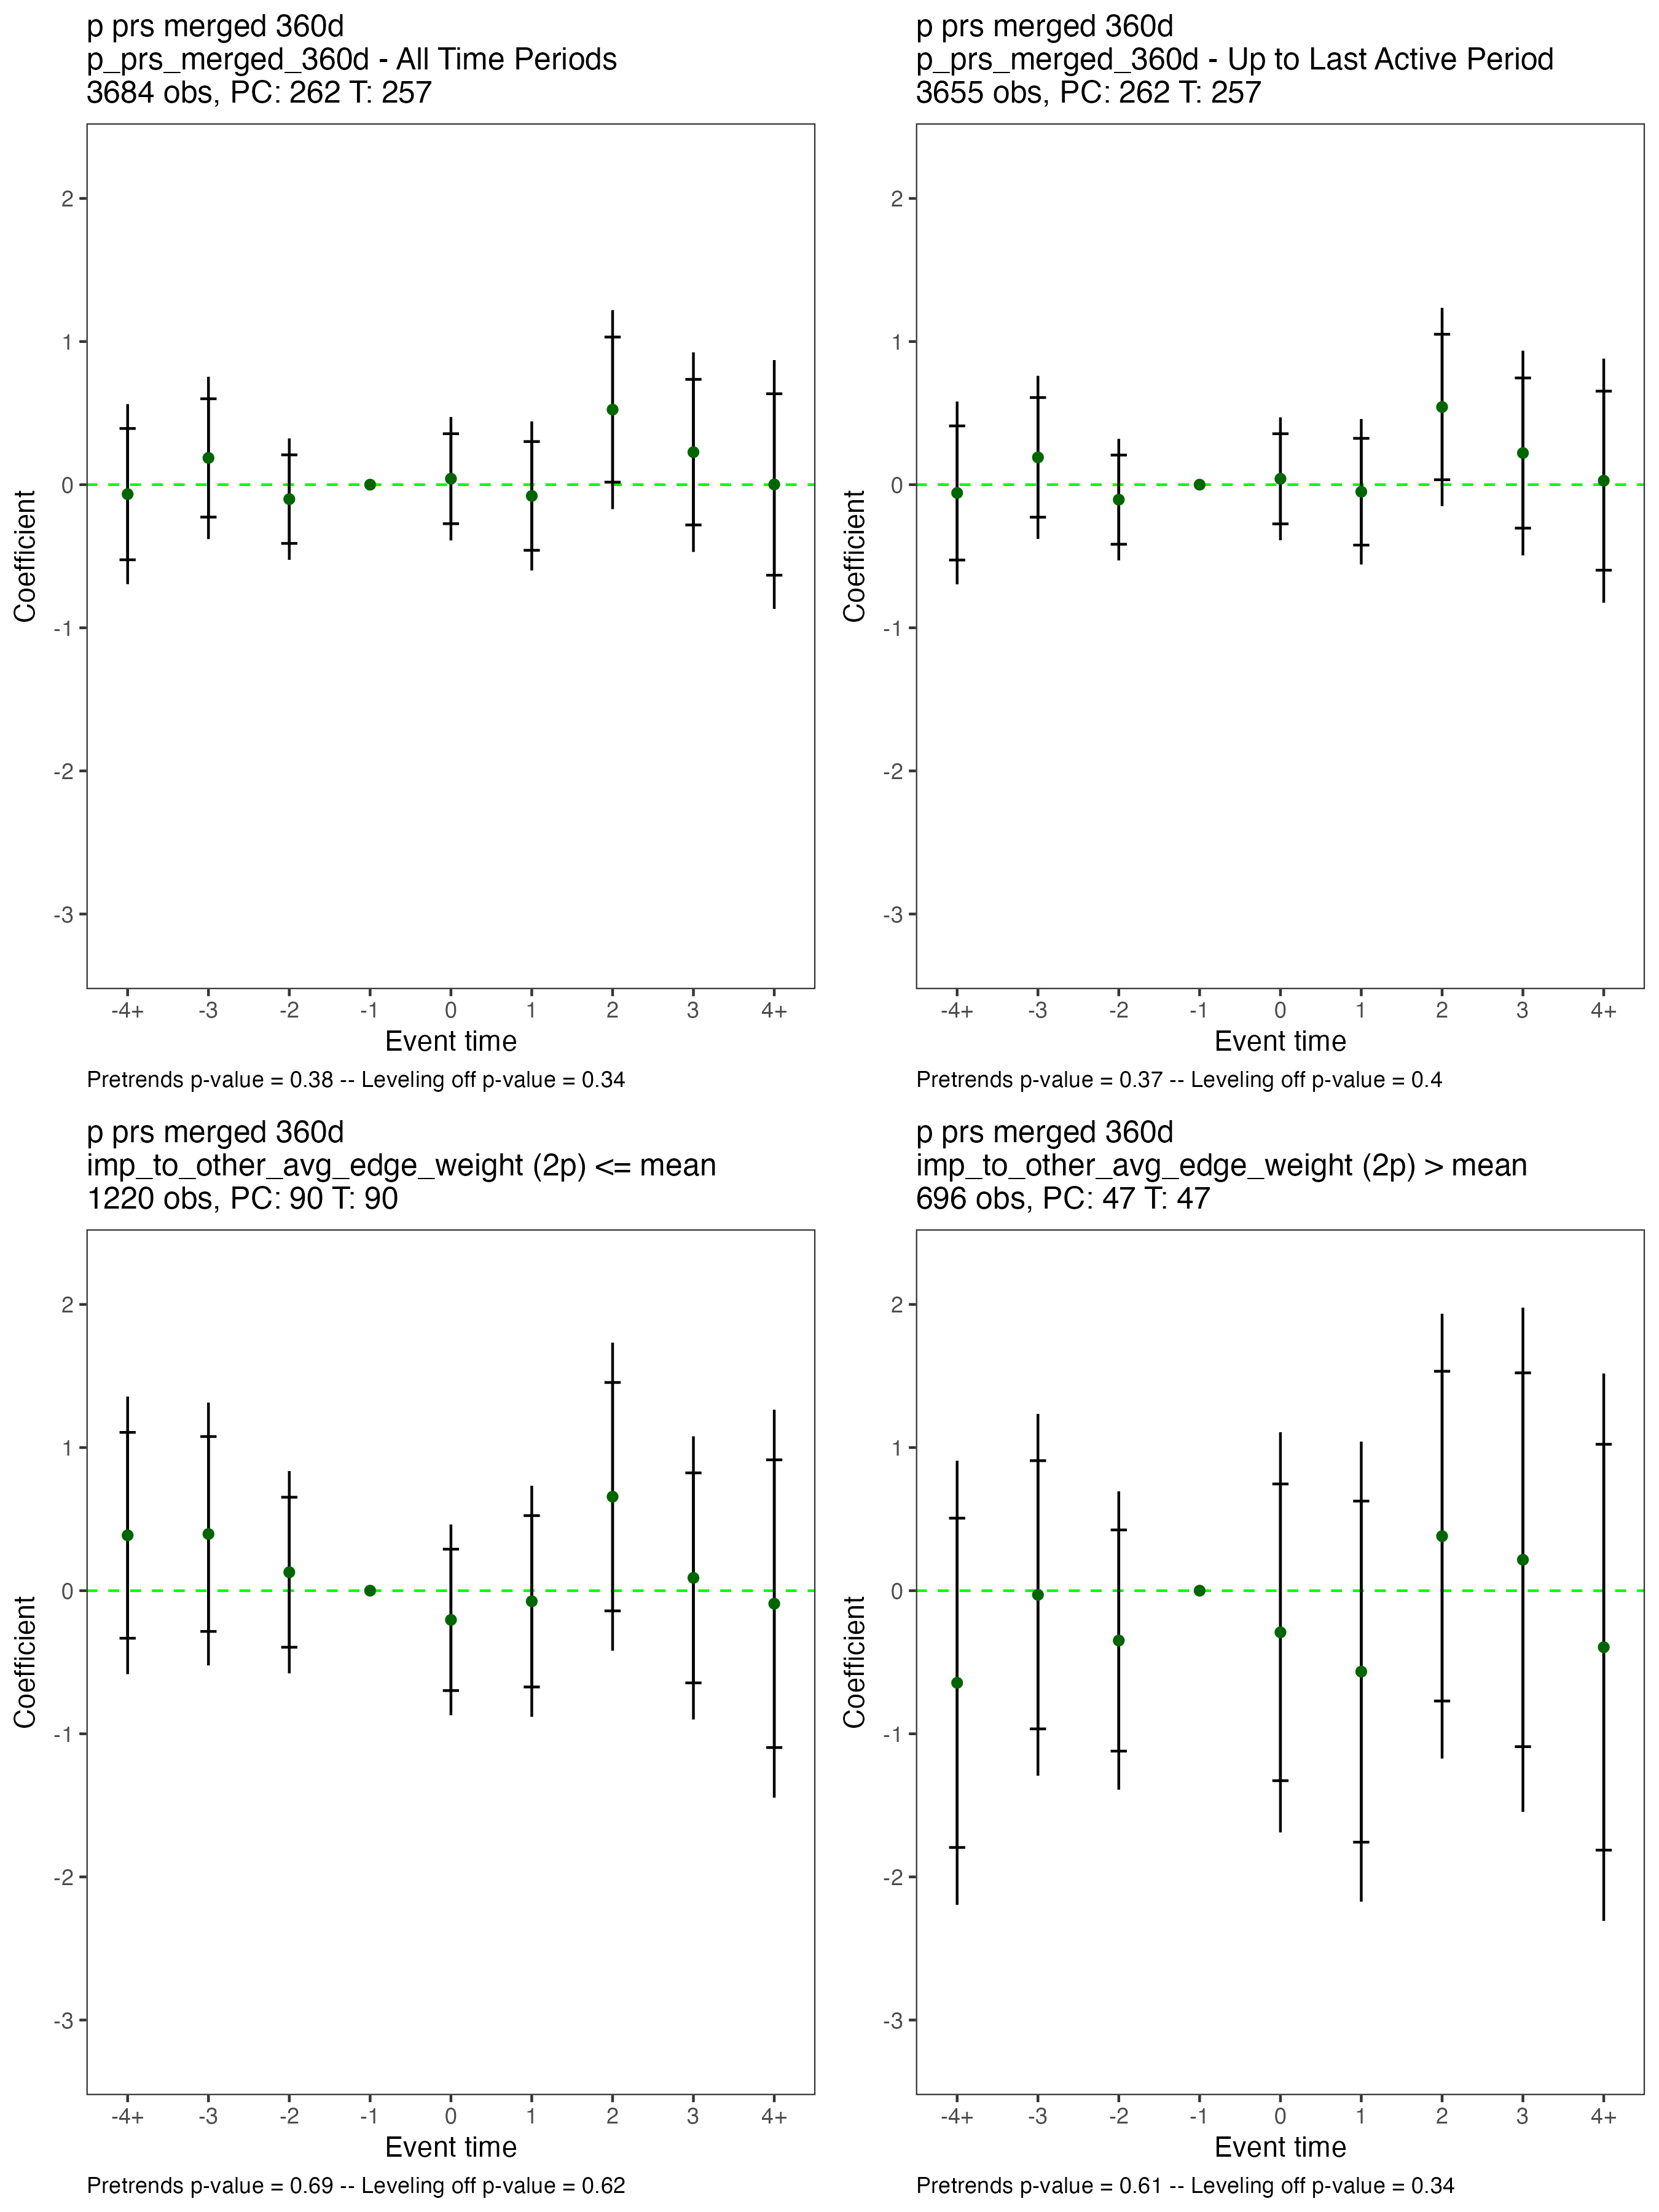 p prs merged 360d
p_prs_merged_360d - All Time Periods
3684 obs, PC: 262 T: 257
2
1
0
-1
-2
-3
Coefficient
-4+ -3 -2 -1 0 1 2 3 4+
Event time
Pretrends p-value = 0.38 -- Leveling off p-value = 0.34
p prs merged 360d
p_prs_merged_360d - Up to Last Active Period
3655 obs, PC: 262 T: 257
2
1
0
-1
-2
-3
Coefficient
-4+ -3 -2 -1 0 1 2 3 4+
Event time
Pretrends p-value = 0.37 -- Leveling off p-value = 0.4
p prs merged 360d
imp_to_other_avg_edge_weight (2p) <= mean
1220 obs, PC: 90 T: 90
2
1
0
-1
-2
-3
Coefficient
-4+ -3 -2 -1 0 1 2 3 4+
Event time
Pretrends p-value = 0.69 -- Leveling off p-value = 0.62
p prs merged 360d
imp_to_other_avg_edge_weight (2p) > mean
696 obs, PC: 47 T: 47
2
1
0
-1
-2
-3
Coefficient
-4+ -3 -2 -1 0 1 2 3 4+
Event time
Pretrends p-value = 0.61 -- Leveling off p-value = 0.34